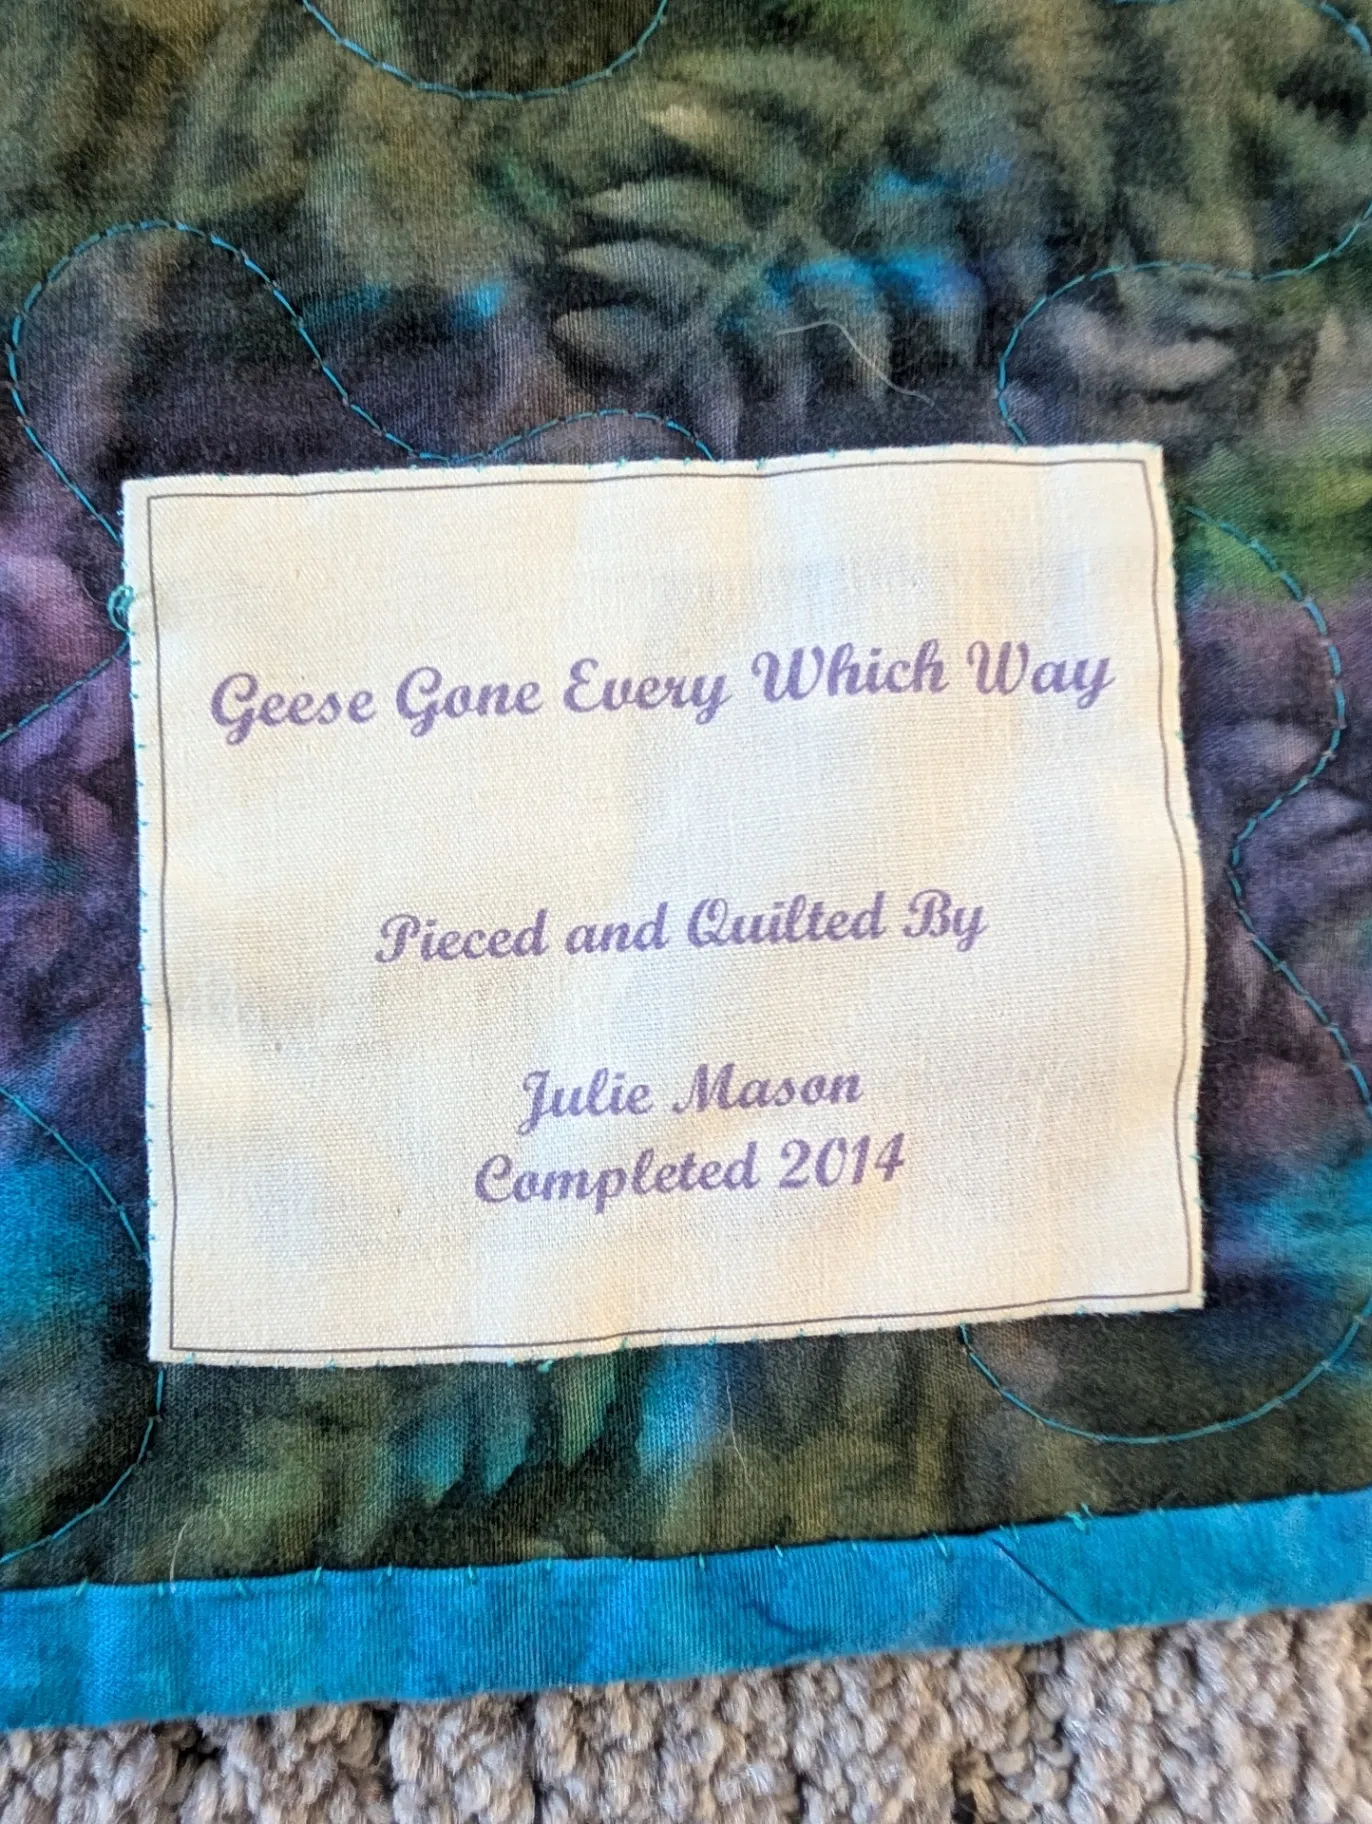 Geese Gone Every Which Way
Pieced and Quilted By
Julie Mason
Completed 2014